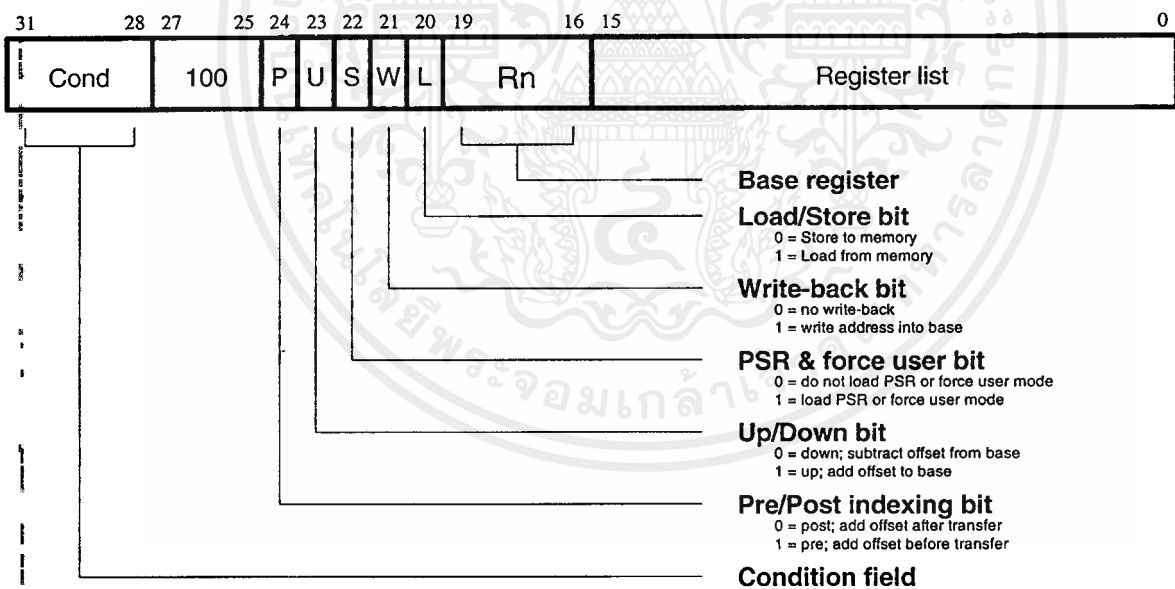 31 28 27 25 24 23 22 21 20 19 16 15 0
Cond 100 P U S W L Rn Register list
Base register
Load/Store bit
0 = Store to memory
1 = Load from memory
Write-back bit
0 = no write-back
1 = write address into base
PSR & force user bit
0 = do not load PSR or force user mode
1 = load PSR or force user mode
Up/Down bit
0 = down; subtract offset from base
1 = up; add offset to base
Pre/Post indexing bit
0 = post; add offset after transfer
1 = pre; add offset before transfer
Condition field